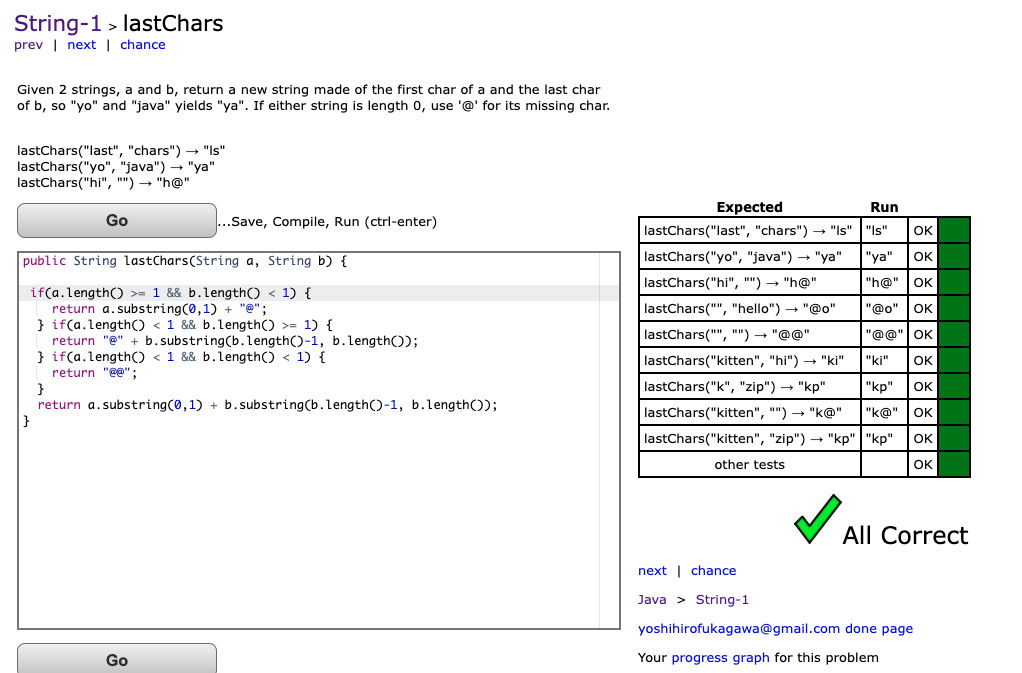 String-1 > lastChars
prev | next | chance
Given 2 strings, a and b, return a new string made of the first char of a and the last char
of b, so "yo" and "java" yields "ya". If either string is length 0, use '@' for its missing char.
lastChars("last", "chars") → "ls"
lastChars("yo", "java") → "ya"
lastChars("hi", "") → "h@"
Go ...Save, Compile, Run (ctrl-enter)
public String lastChars(String a, String b) {
if(a.length() >= 1 && b.length() < 1) {
return a.substring(0,1) + "@";
} if(a.length() < 1 && b.length() >= 1) {
return "@" + b.substring(b.length()-1, b.length());
} if(a.length() < 1 && b.length() < 1) {
return "@@";
}
return a.substring(0,1) + b.substring(b.length()-1, b.length());
}
Go
Expected Run
lastChars("last", "chars") → "ls" "ls" OK
lastChars("yo", "java") → "ya" "ya" OK
lastChars("hi", "") → "h@" "h@" OK
lastChars("", "hello") → "@o" "@o" OK
lastChars("", "") → "@@" "@@" OK
lastChars("kitten", "hi") → "ki" "ki" OK
lastChars("k", "zip") → "kp" "kp" OK
lastChars("kitten", "") → "k@" "k@" OK
lastChars("kitten", "zip") → "kp" "kp" OK
other tests OK
All Correct
next | chance
Java > String-1
yoshihirofukagawa@gmail.com done page
Your progress graph for this problem